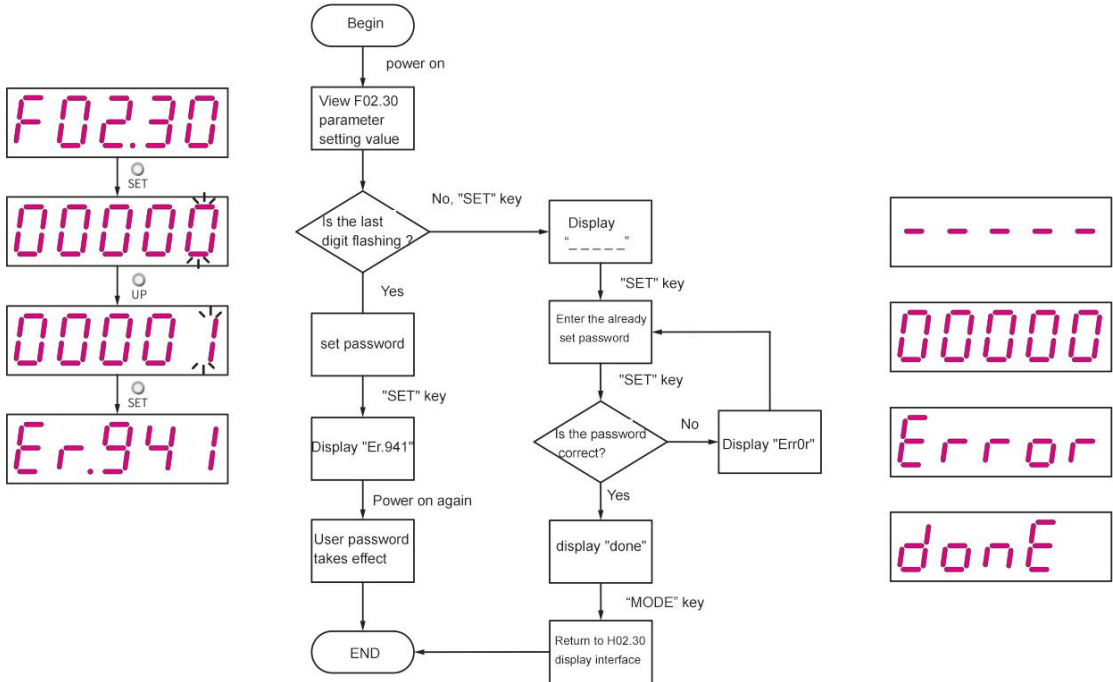 Begin
power on
View F02.30
parameter
setting value
Is the last
digit flashing ?
No, "SET" key
Yes
set password
"SET" key
Display "Er.941"
Power on again
User password
takes effect
END
Display
"_ _ _ _ _"
"SET" key
Enter the already
set password
"SET" key
Is the password
correct?
No
Display "Err0r"
Yes
display "done"
“MODE” key
Return to H02.30
display interface
F02.30
SET
00000
UP
00001
SET
Er.941
- - - - -
00000
Error
donE